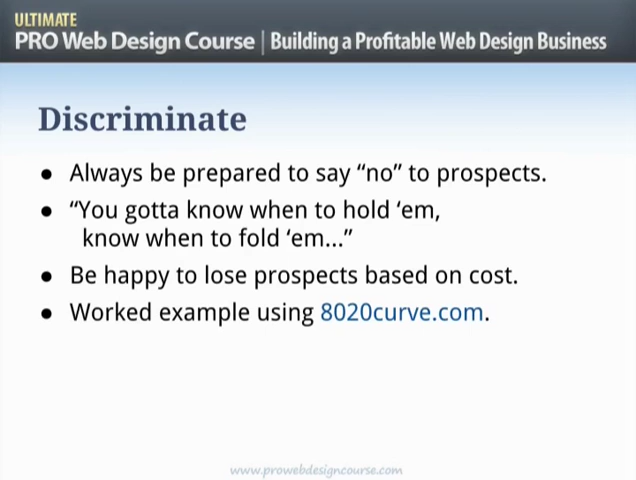 ULTIMATE
PRO Web Design Course | Building a Profitable Web Design Business
Discriminate
● Always be prepared to say “no” to prospects.
● “You gotta know when to hold ‘em,
know when to fold ‘em...”
● Be happy to lose prospects based on cost.
● Worked example using 8020curve.com.
www.prowebdesigncourse.com